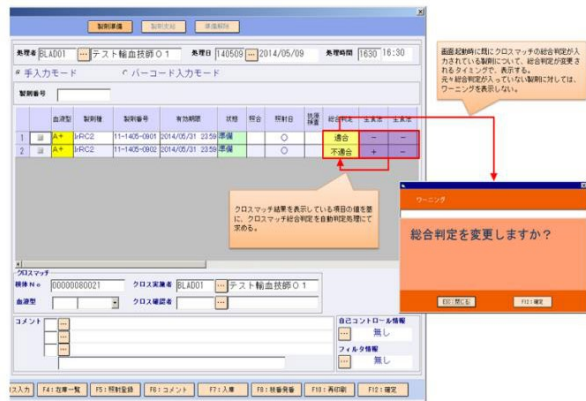 製剤準備 製剤支給 準備解除
処理者 BLAD01 ... テスト輸血技師01 処理日 140509 ... 2014/05/09 処理時間 1630 16:30
手入力モード バーコード入力モード
製剤番号
血液型 製剤種 製剤番号 有効期限 状態 照合 照射日 抗原検査 総合判定 生食法 生食法
1 A+ IrRC2 11-1405-0901 2014/05/31 23:59 準備 ○ 適合 - -
2 A+ IrRC2 11-1405-0902 2014/05/31 23:59 準備 ○ 不適合 + -
画面起動時に既にクロスマッチの総合判定が入
力されている製剤について、総合判定が変更さ
れるタイミングで、表示する。
元々総合判定が入っていない製剤に対しては、
ワーニングを表示しない。
クロスマッチ結果を表示している項目の値を基
に、クロスマッチ総合判定を自動判定処理にて
求める。
ワーニング
総合判定を変更しますか?
F12:確定
クロスマッチ
検体No 00000080021 クロス実施者 BLAD01 ... テスト輸血技師01
血液型 クロス確認者 ...
コメント ... 自己コントロール情報
... ... 無し
... フィルタ情報
... 無し
ス入力 F4:在庫一覧 F5:照射登録 F6:コメント F7:入庫 F10:再印刷 F12:確定